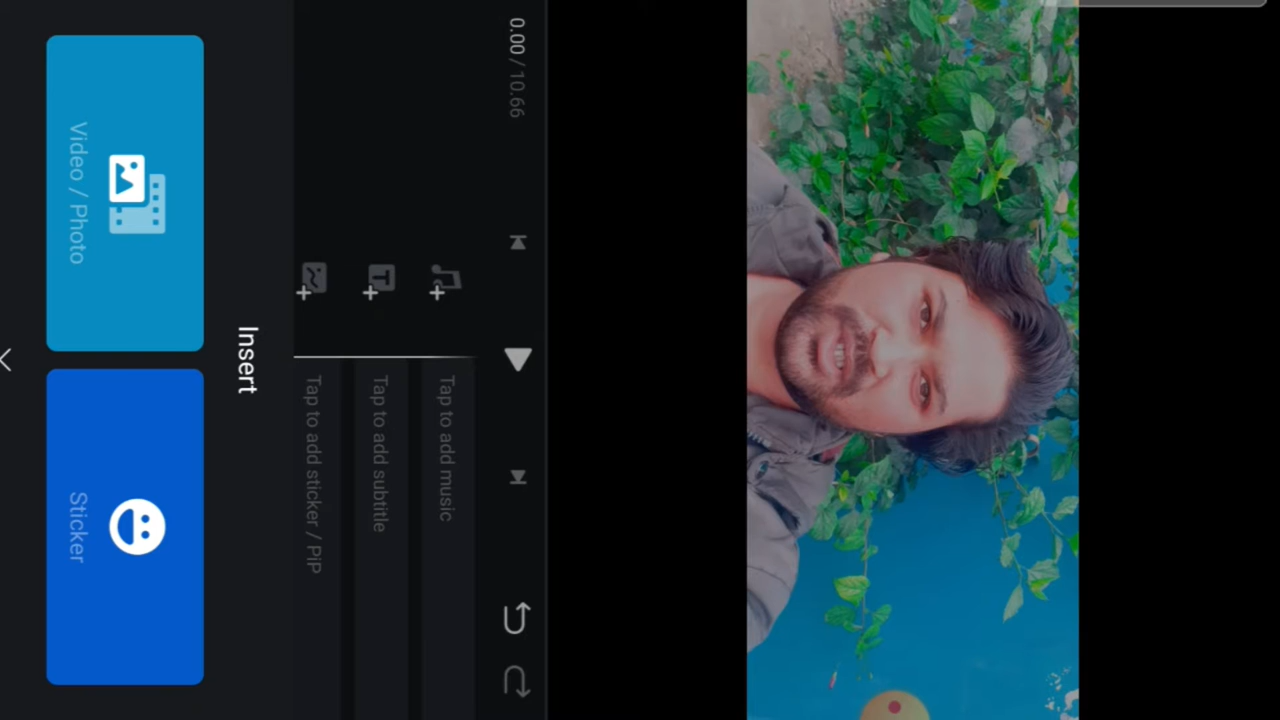 0.00 / 10.66
Tap to add music
Tap to add subtitle
Tap to add sticker / PiP
Insert
Video / Photo
Sticker